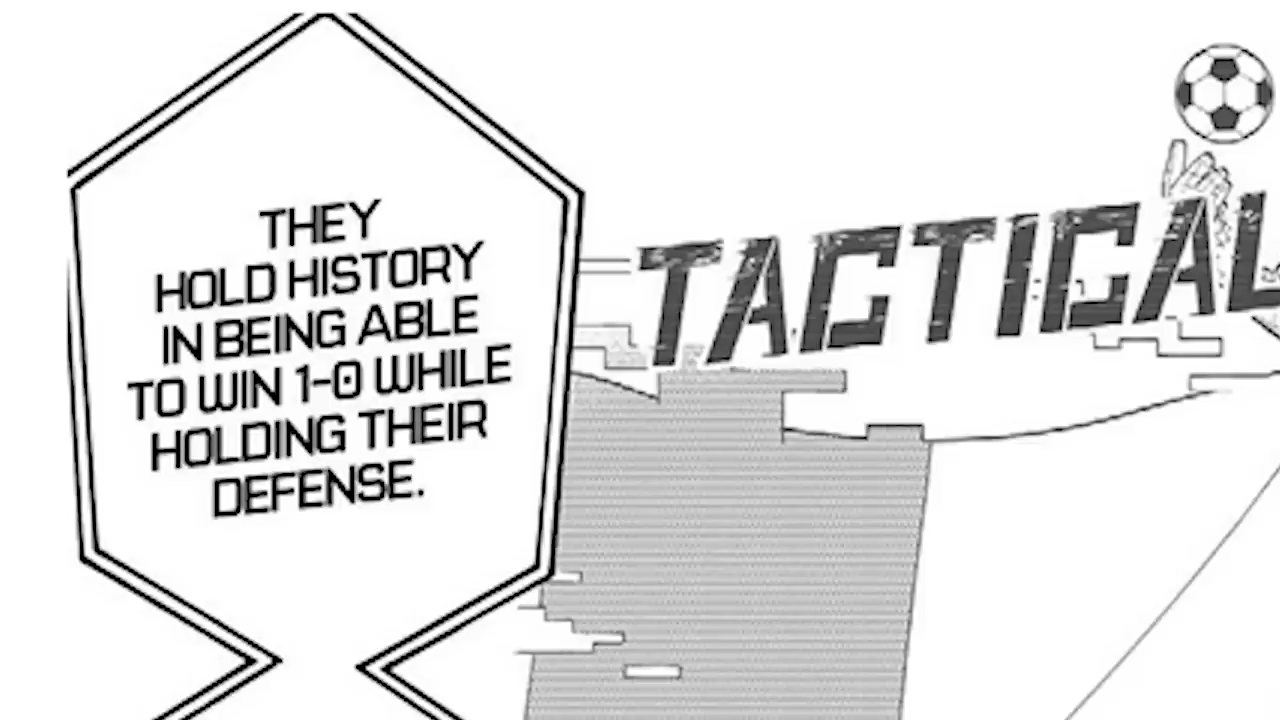 THEY
HOLD HISTORY
IN BEING ABLE
TO WIN 1-0 WHILE
HOLDING THEIR
DEFENSE.
TACTICAL